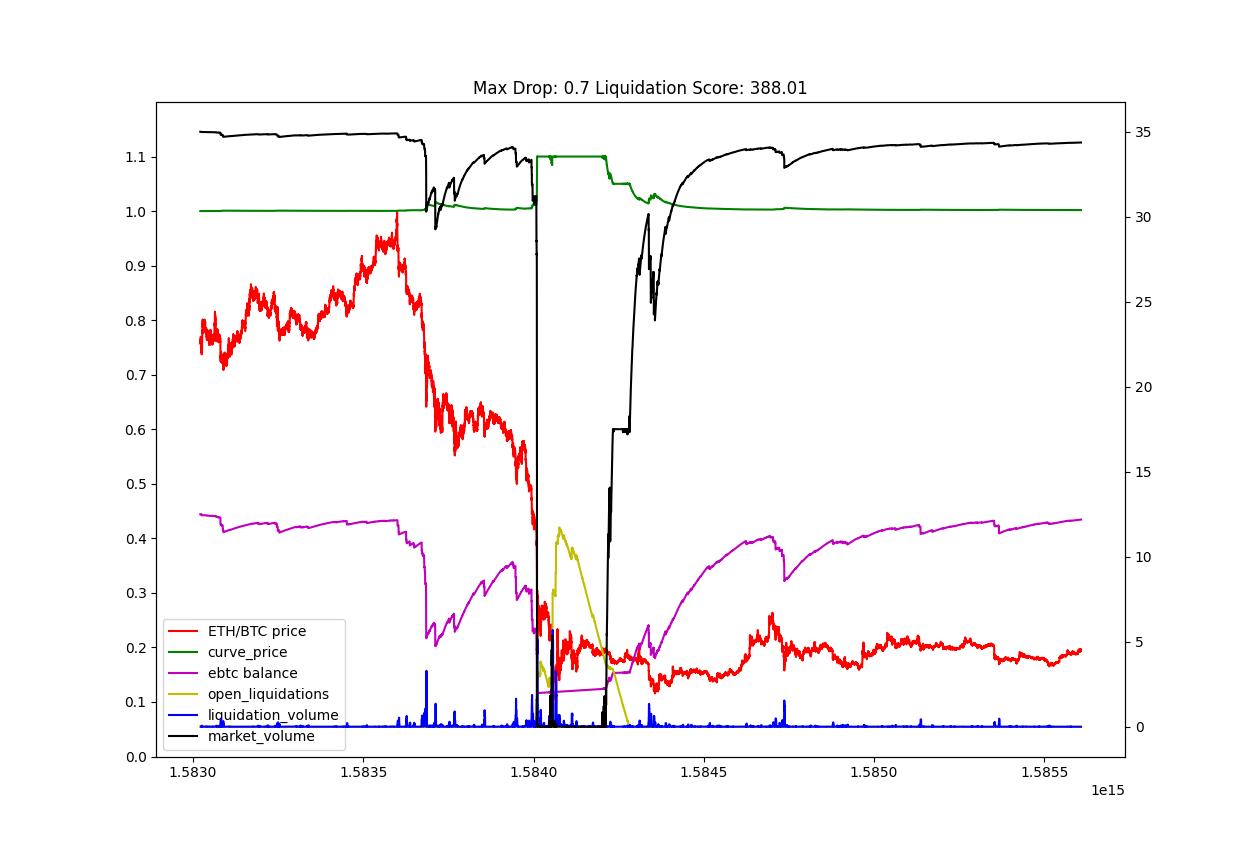 Max Drop: 0.7 Liquidation Score: 388.01
1.1
1.0
0.9
0.8
0.7
0.6
0.5
0.4
0.3
0.2
0.1
0.0
35
30
25
20
15
10
5
0
ETH/BTC price
curve_price
ebtc balance
open_liquidations
liquidation_volume
market_volume
1.5830 1.5835 1.5840 1.5845 1.5850 1.5855
1e15